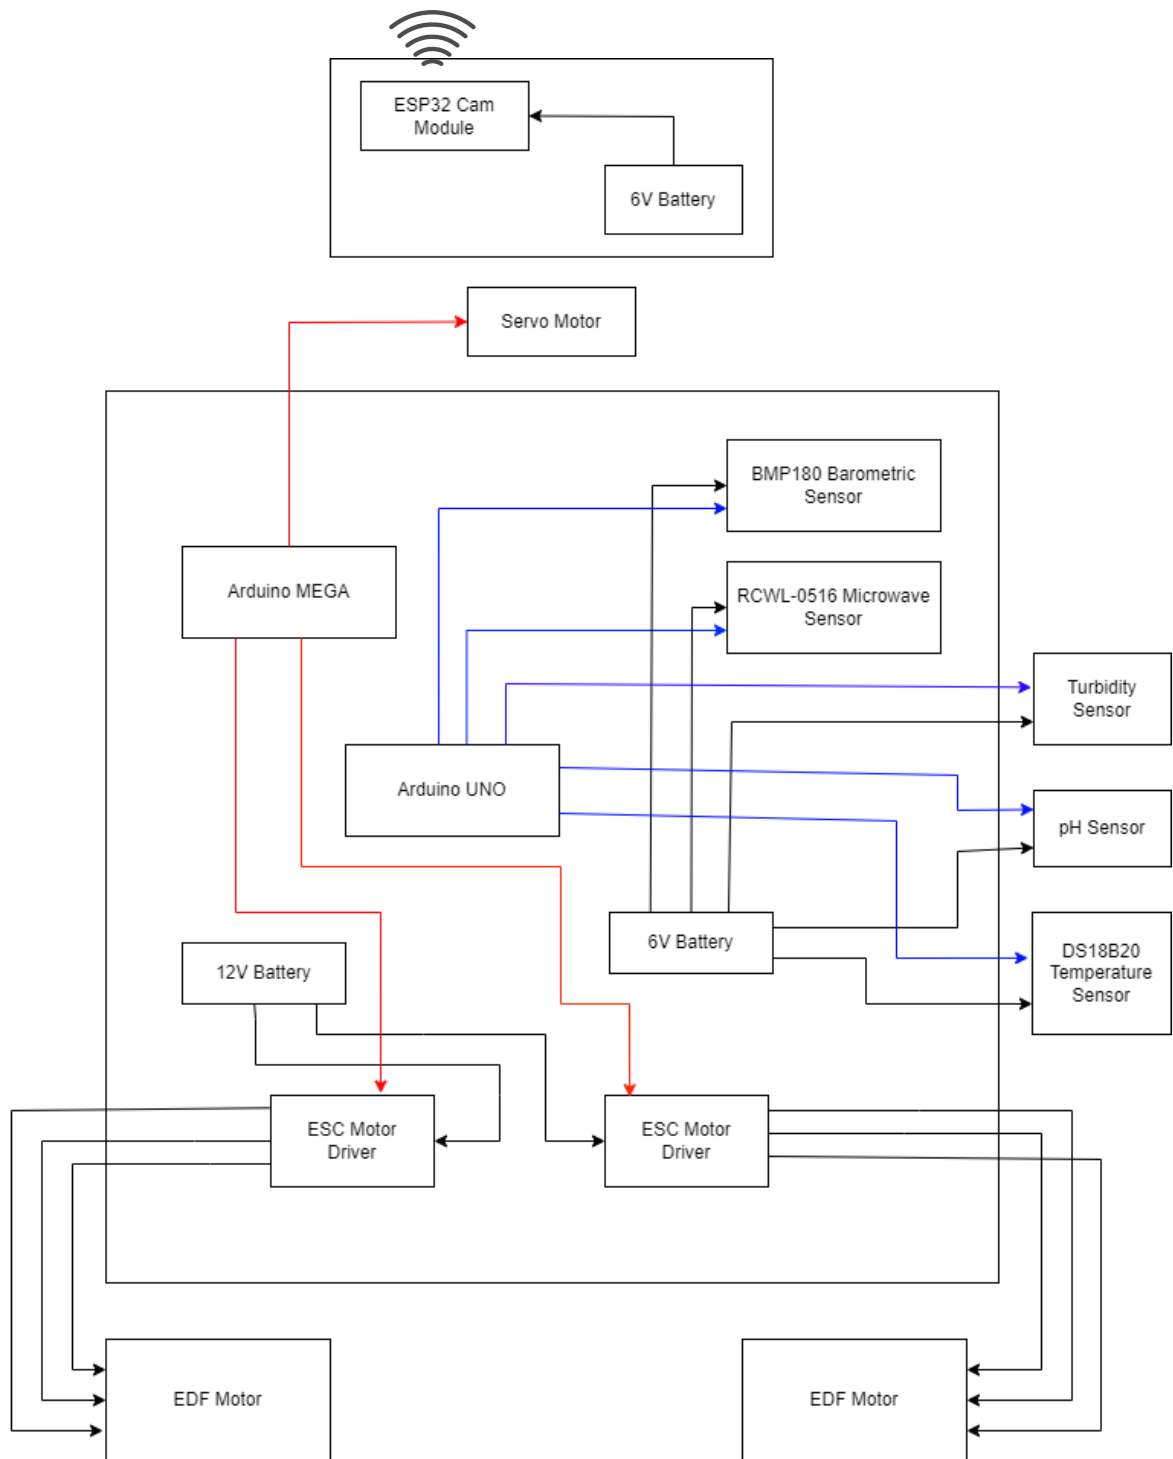 ESP32 Cam
Module
6V Battery
Servo Motor
BMP180 Barometric
Sensor
Arduino MEGA
RCWL-0516 Microwave
Sensor
Turbidity
Sensor
Arduino UNO
pH Sensor
6V Battery
DS18B20
Temperature
Sensor
12V Battery
ESC Motor
Driver
ESC Motor
Driver
EDF Motor
EDF Motor